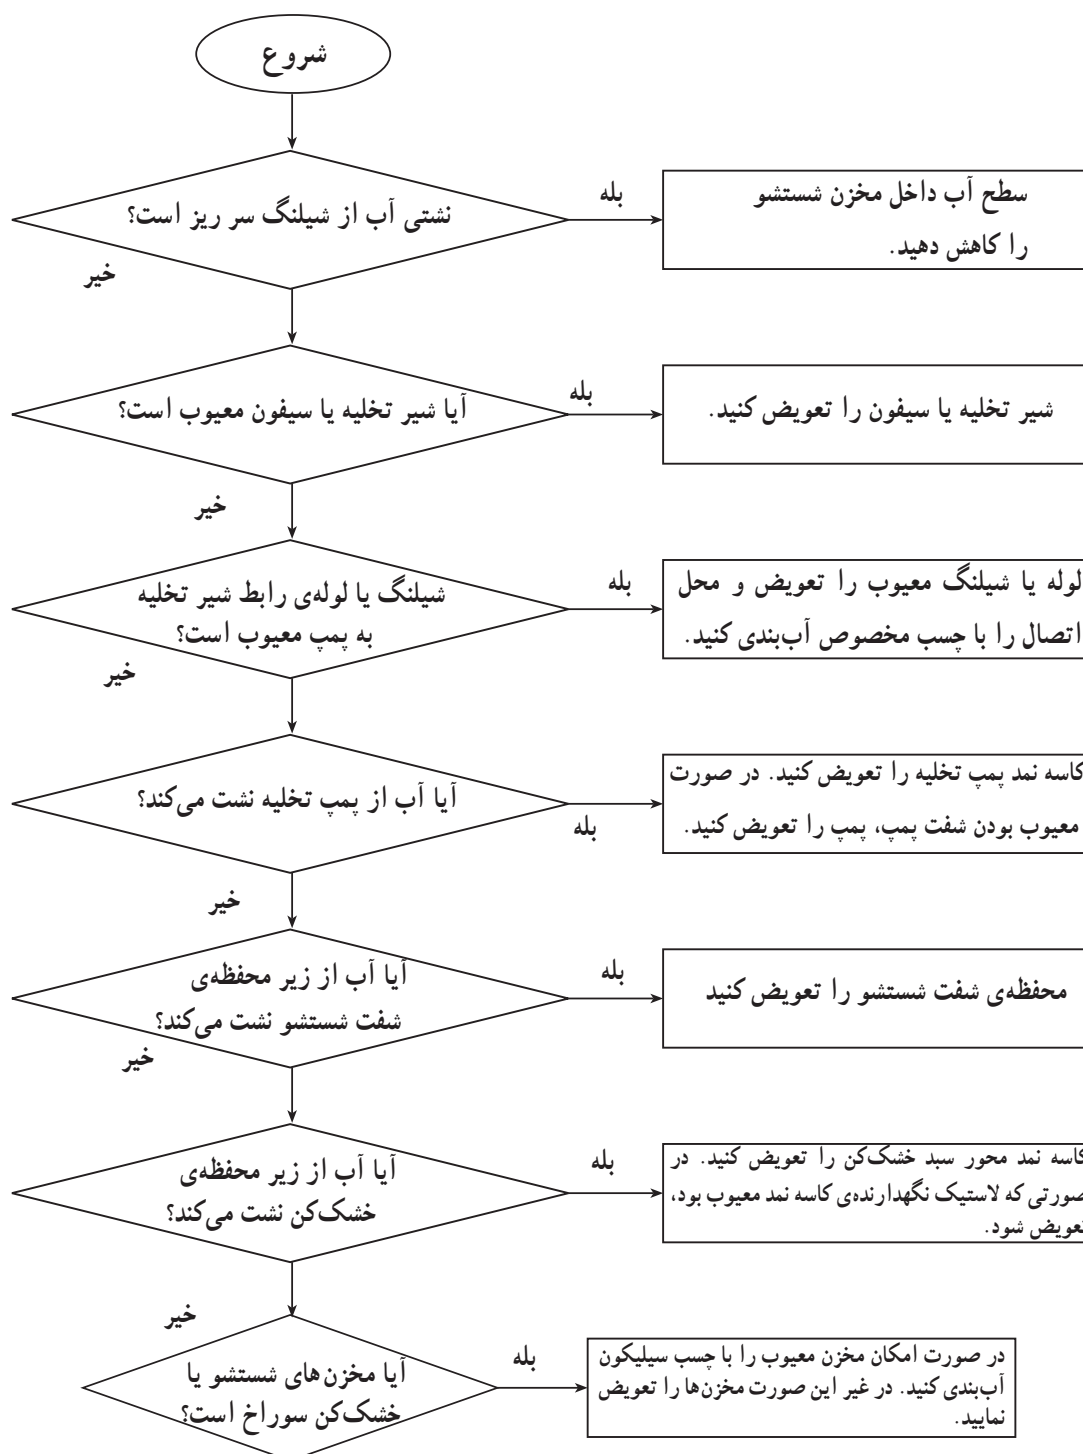 شروع
نشتی آب از شیلنگ سر ریز است؟
بله
سطح آب داخل مخزن شستشو
را کاهش دهید.
خیر
آیا شیر تخلیه یا سیفون معیوب است؟
بله
شیر تخلیه یا سیفون را تعویض کنید.
خیر
شیلنگ یا لوله‌ی رابط شیر تخلیه
به پمپ معیوب است؟
بله
لوله یا شیلنگ معیوب را تعویض و محل
اتصال را با چسب مخصوص آب‌بندی کنید.
خیر
آیا آب از پمپ تخلیه نشت می‌کند؟
بله
کاسه نمد پمپ تخلیه را تعویض کنید. در صورت
معیوب بودن شفت پمپ، پمپ را تعویض کنید.
خیر
آیا آب از زیر محفظه‌ی
شفت شستشو نشت می‌کند؟
بله
محفظه‌ی شفت شستشو را تعویض کنید
خیر
آیا آب از زیر محفظه‌ی
خشک‌کن نشت می‌کند؟
بله
کاسه نمد محور سبد خشک‌کن را تعویض کنید. در
صورتی که لاستیک نگهدارنده‌ی کاسه نمد معیوب بود،
تعویض شود.
خیر
آیا مخزن‌های شستشو یا
خشک‌کن سوراخ است؟
بله
در صورت امکان مخزن معیوب را با چسب سیلیکون
آب‌بندی کنید. در غیر این صورت مخزن‌ها را تعویض
نمایید.